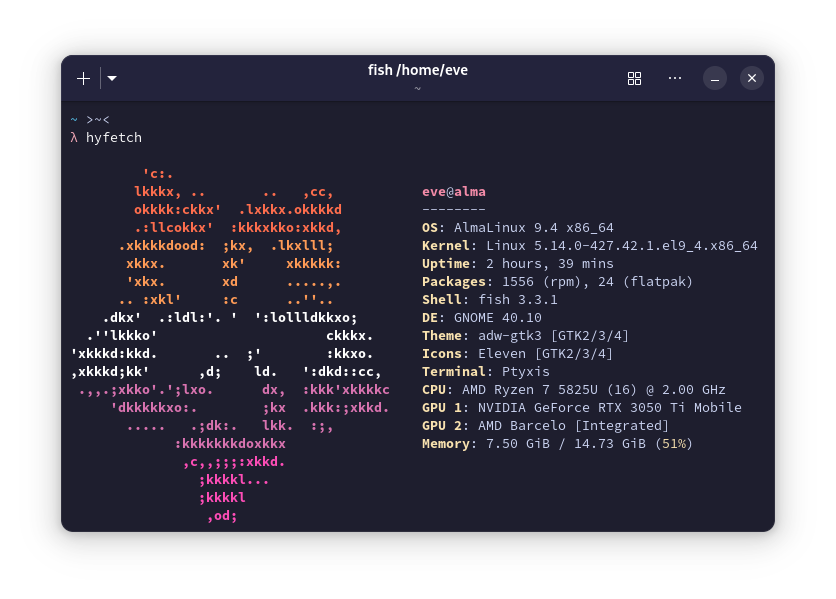 fish /home/eve
~
~ >~<
λ hyfetch
         'c:.
        lkkkx, ..       ..   ,cc,
        okkkk:ckkx'  .lxkkx.okkkkd
        .:llcokkx'  :kkkxkko:xkkd,
      .xkkkkdood:  ;kx,  .lkxlll;
       xkkx.       xk'     xkkkkk:
       'xkx.       xd      .....,.
      .. :xkl'     :c      ..''..
    .dkx'  .:ldl:'. '  ':lollldkkxo;
  .''lkkko'                     ckkkx.
'xkkkd:kkd.       ..  ;'        :kkxo.
,xkkkd;kk'      ,d;    ld.   ':dkd::cc,
 .,,.;xkko'.';lxo.      dx,  :kkk'xkkkkc
     'dkkkkkxo:.        ;kx  .kkk:;xkkd.
       .....   .;dk:.   lkk.  :;,
             :kkkkkkkdoxkkx
              ,c,,;;;:xkkd.
                ;kkkkl...
                ;kkkkl
                 ,od;
eve@alma
--------
OS: AlmaLinux 9.4 x86_64
Kernel: Linux 5.14.0-427.42.1.el9_4.x86_64
Uptime: 2 hours, 39 mins
Packages: 1556 (rpm), 24 (flatpak)
Shell: fish 3.3.1
DE: GNOME 40.10
Theme: adw-gtk3 [GTK2/3/4]
Icons: Eleven [GTK2/3/4]
Terminal: Ptyxis
CPU: AMD Ryzen 7 5825U (16) @ 2.00 GHz
GPU 1: NVIDIA GeForce RTX 3050 Ti Mobile
GPU 2: AMD Barcelo [Integrated]
Memory: 7.50 GiB / 14.73 GiB (51%)